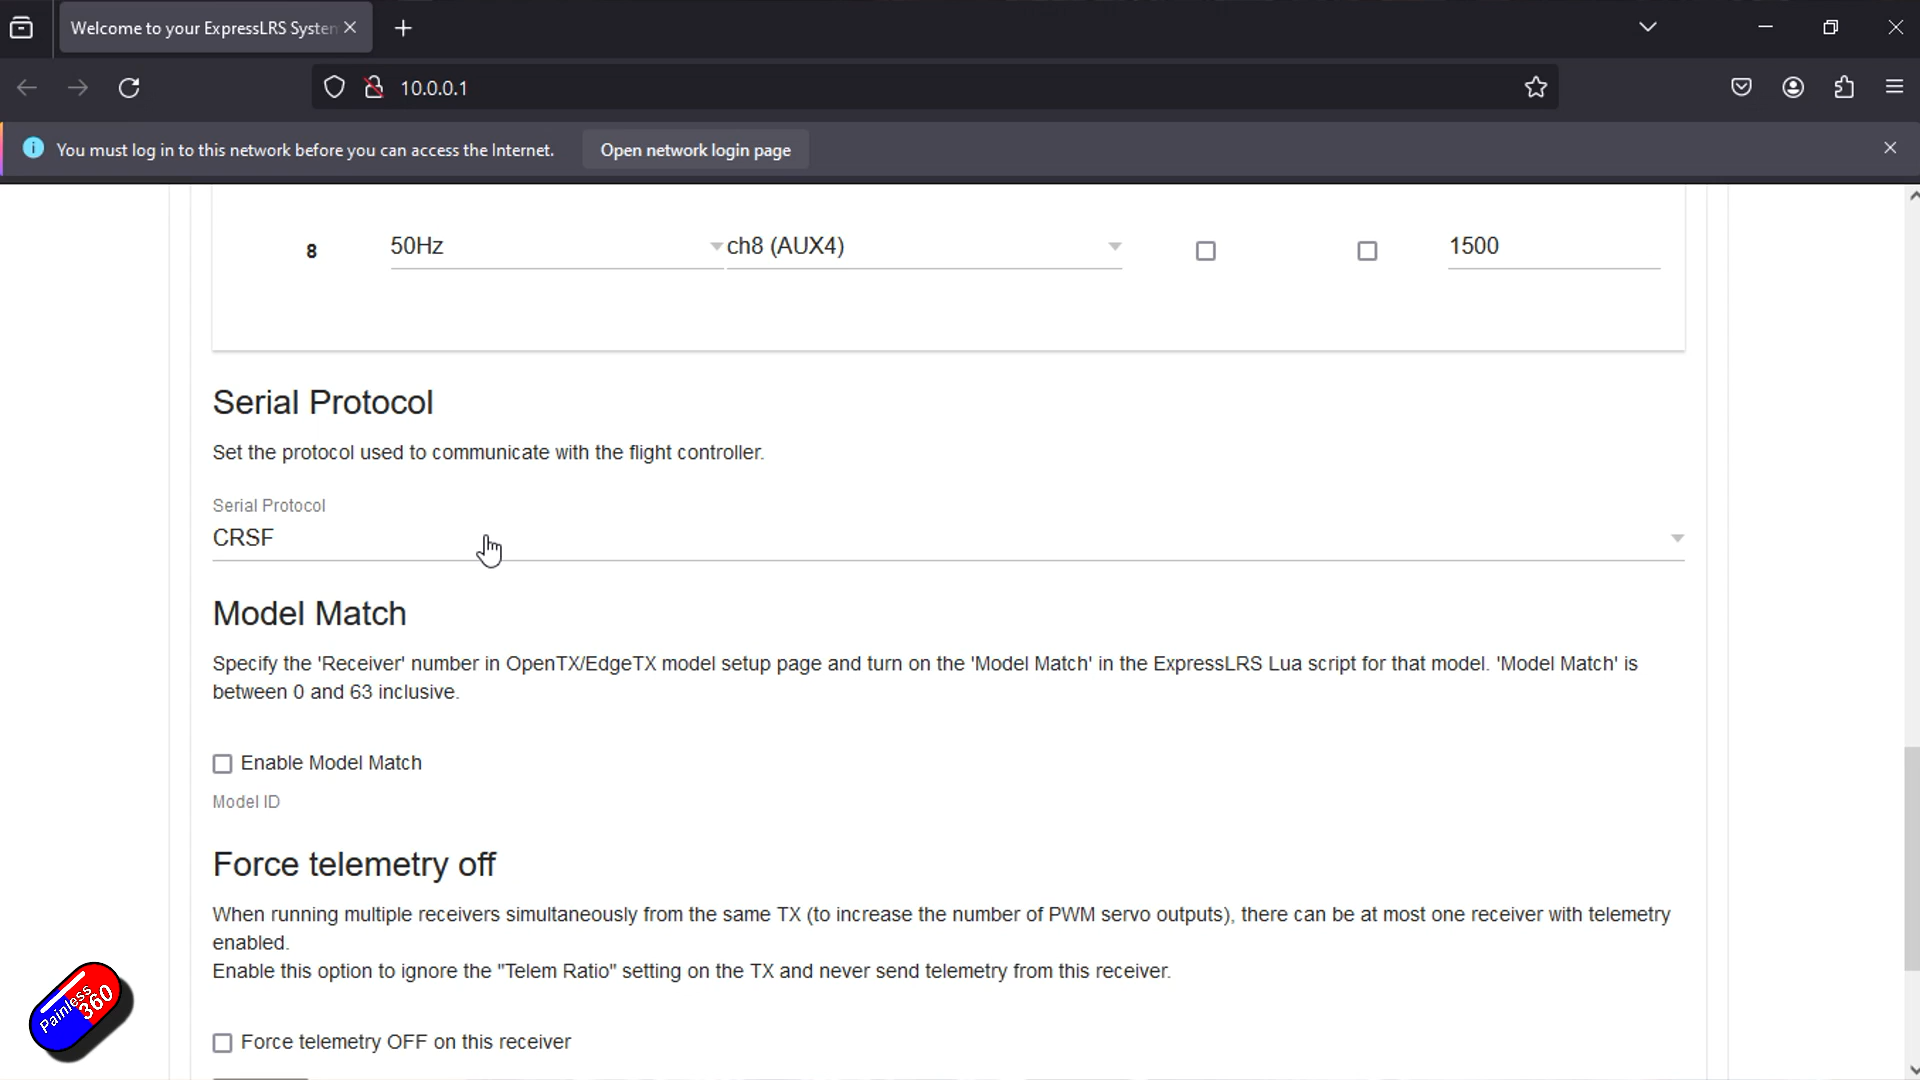 Welcome to your ExpressLRS System
10.0.0.1
You must log in to this network before you can access the Internet.
Open network login page
8 50Hz ch8 (AUX4) 1500
Serial Protocol
Set the protocol used to communicate with the flight controller.
Serial Protocol
CRSF
Model Match
Specify the 'Receiver' number in OpenTX/EdgeTX model setup page and turn on the 'Model Match' in the ExpressLRS Lua script for that model. 'Model Match' is
between 0 and 63 inclusive.
Enable Model Match
Model ID
Force telemetry off
When running multiple receivers simultaneously from the same TX (to increase the number of PWM servo outputs), there can be at most one receiver with telemetry
enabled.
Enable this option to ignore the "Telem Ratio" setting on the TX and never send telemetry from this receiver.
Force telemetry OFF on this receiver
Painless
360